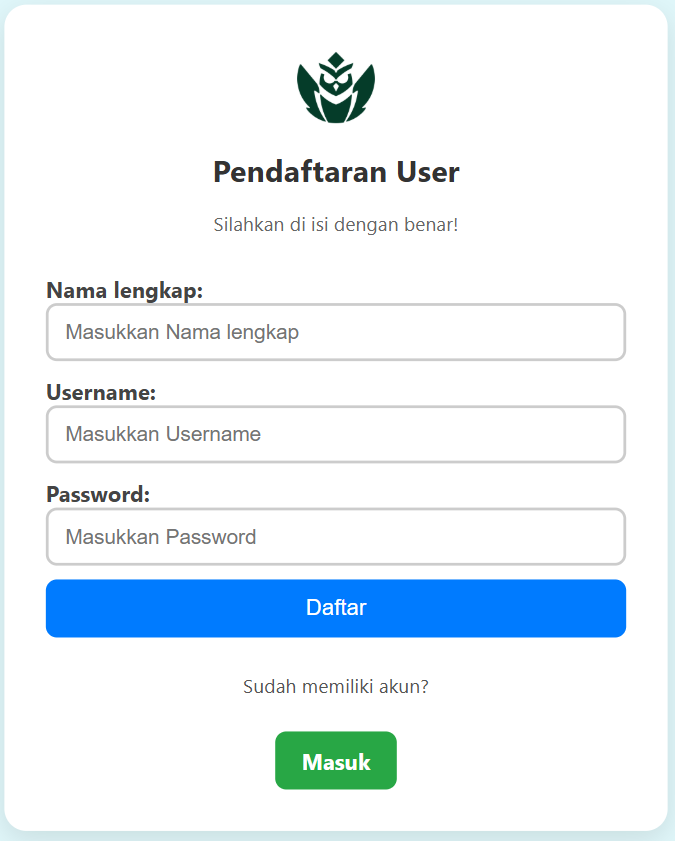 Pendaftaran User
Silahkan di isi dengan benar!
Nama lengkap:
Masukkan Nama lengkap
Username:
Masukkan Username
Password:
Masukkan Password
Daftar
Sudah memiliki akun?
Masuk